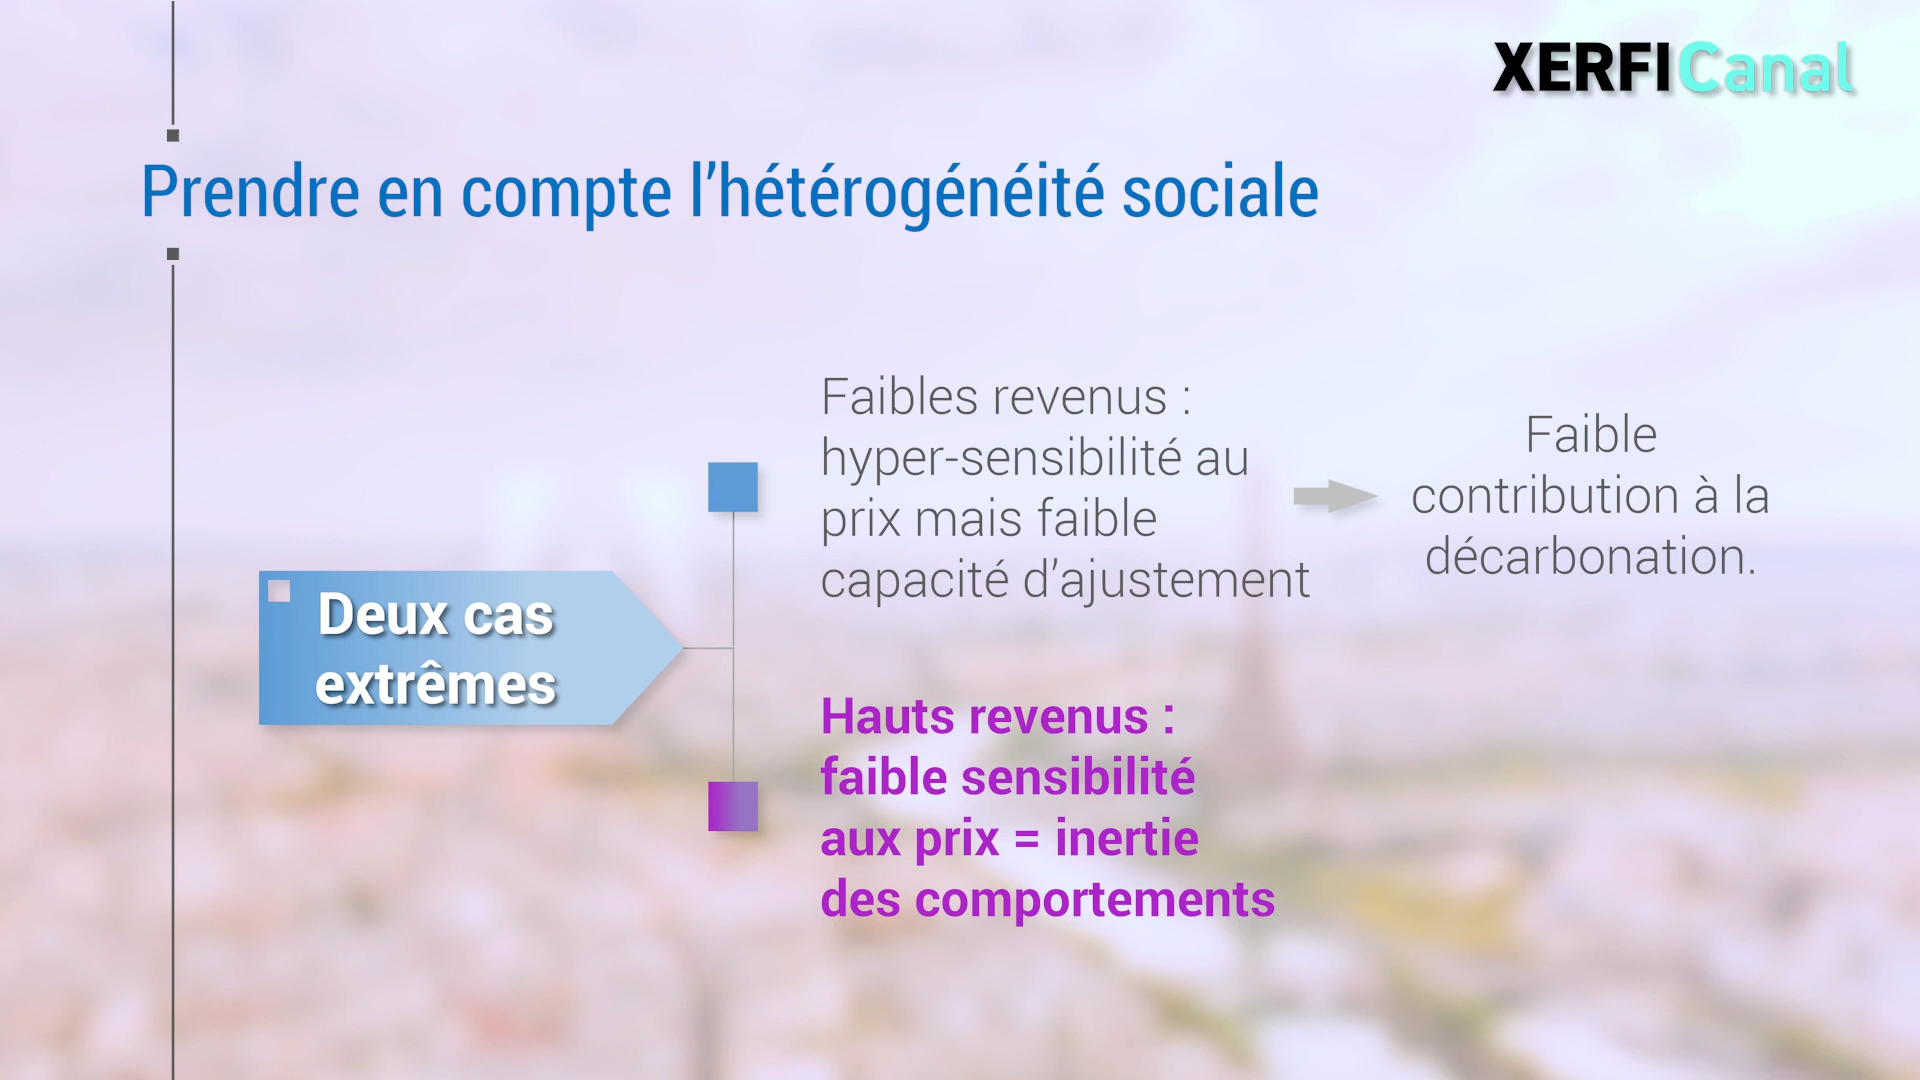 XERFI Canal
Prendre en compte l’hétérogénéité sociale
Deux cas
extrêmes
Faibles revenus :
hyper-sensibilité au
prix mais faible
capacité d’ajustement
Faible
contribution à la
décarbonation.
Hauts revenus :
faible sensibilité
aux prix = inertie
des comportements